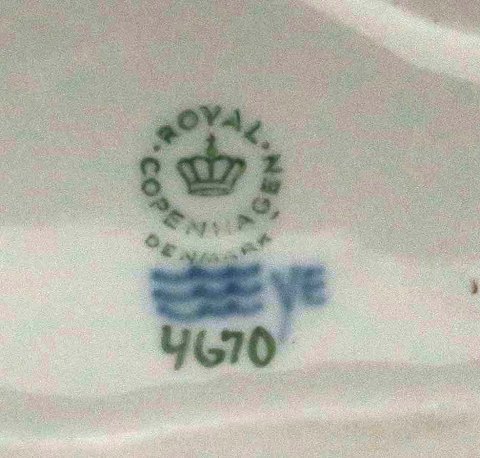 ROYAL
COPENHAGEN
DENMARK
YE
4670